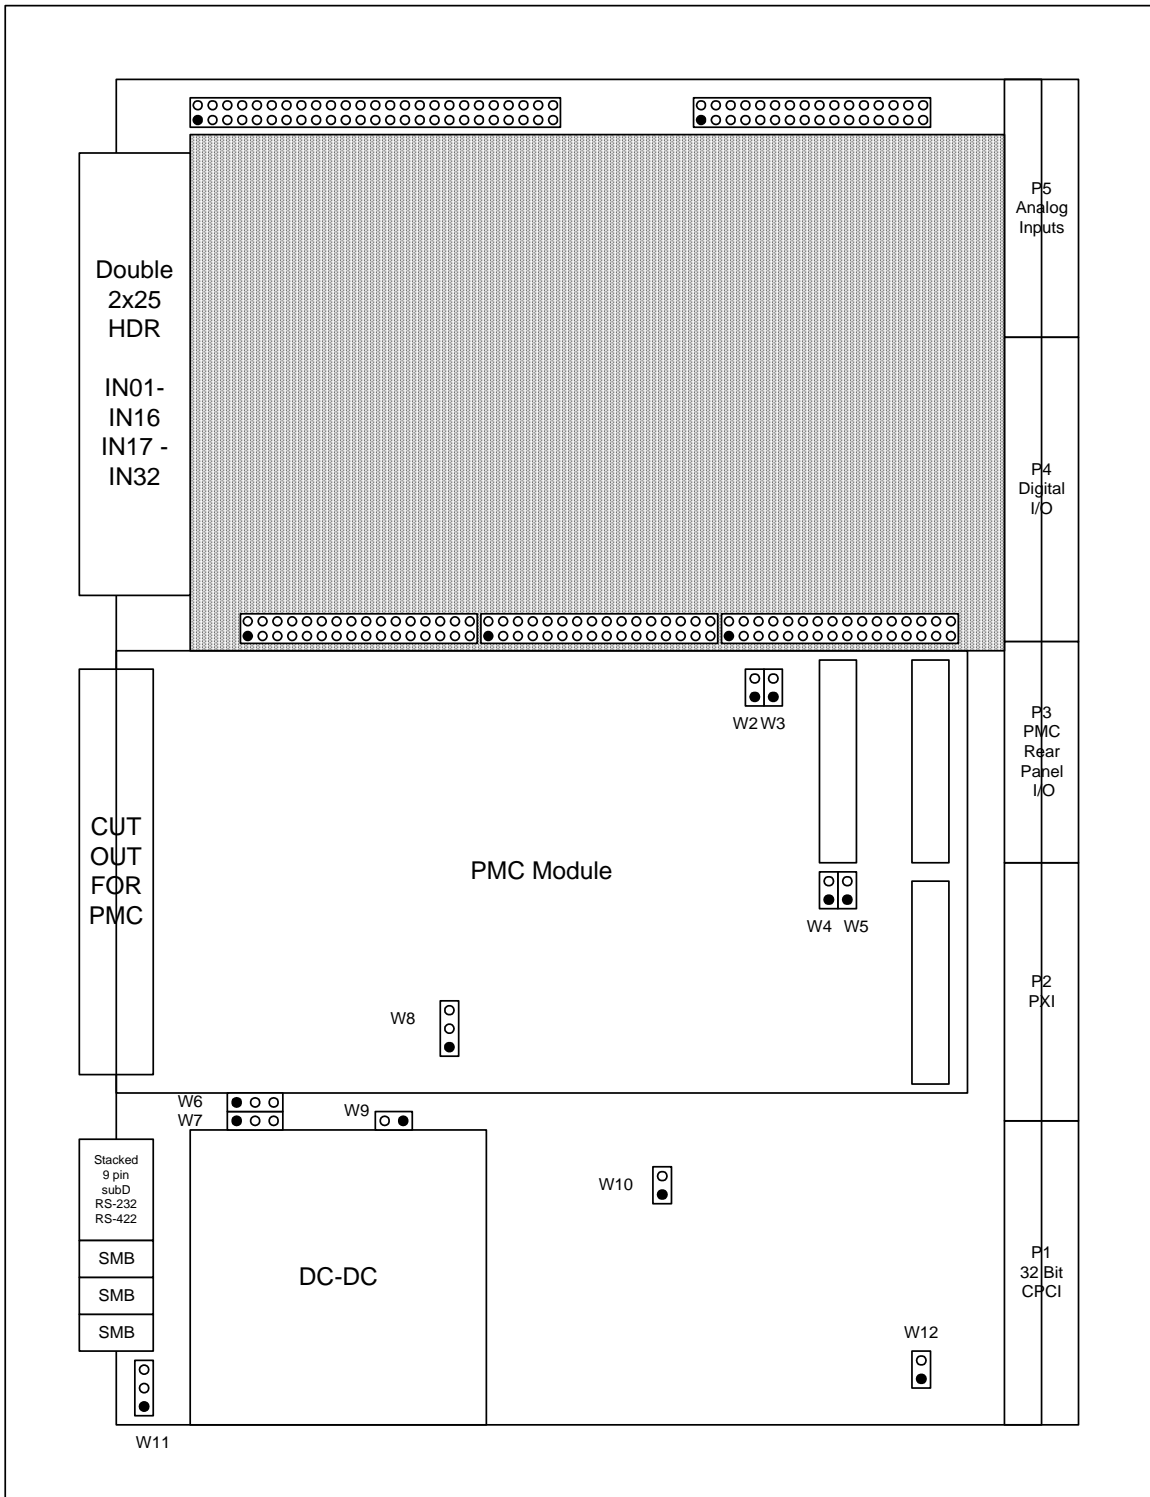 P5
Analog
Inputs
Double
2x25
HDR
IN01-
IN16
IN17 -
IN32
P4
Digital
I/O
W2 W3
P3
PMC
Rear
Panel
I/O
CUT
OUT
FOR
PMC
PMC Module
W4 W5
P2
PXI
W8
W6
W7
W9
Stacked
9 pin
subD
RS-232
RS-422
W10
SMB
SMB
SMB
DC-DC
P1
32 Bit
CPCI
W12
W11